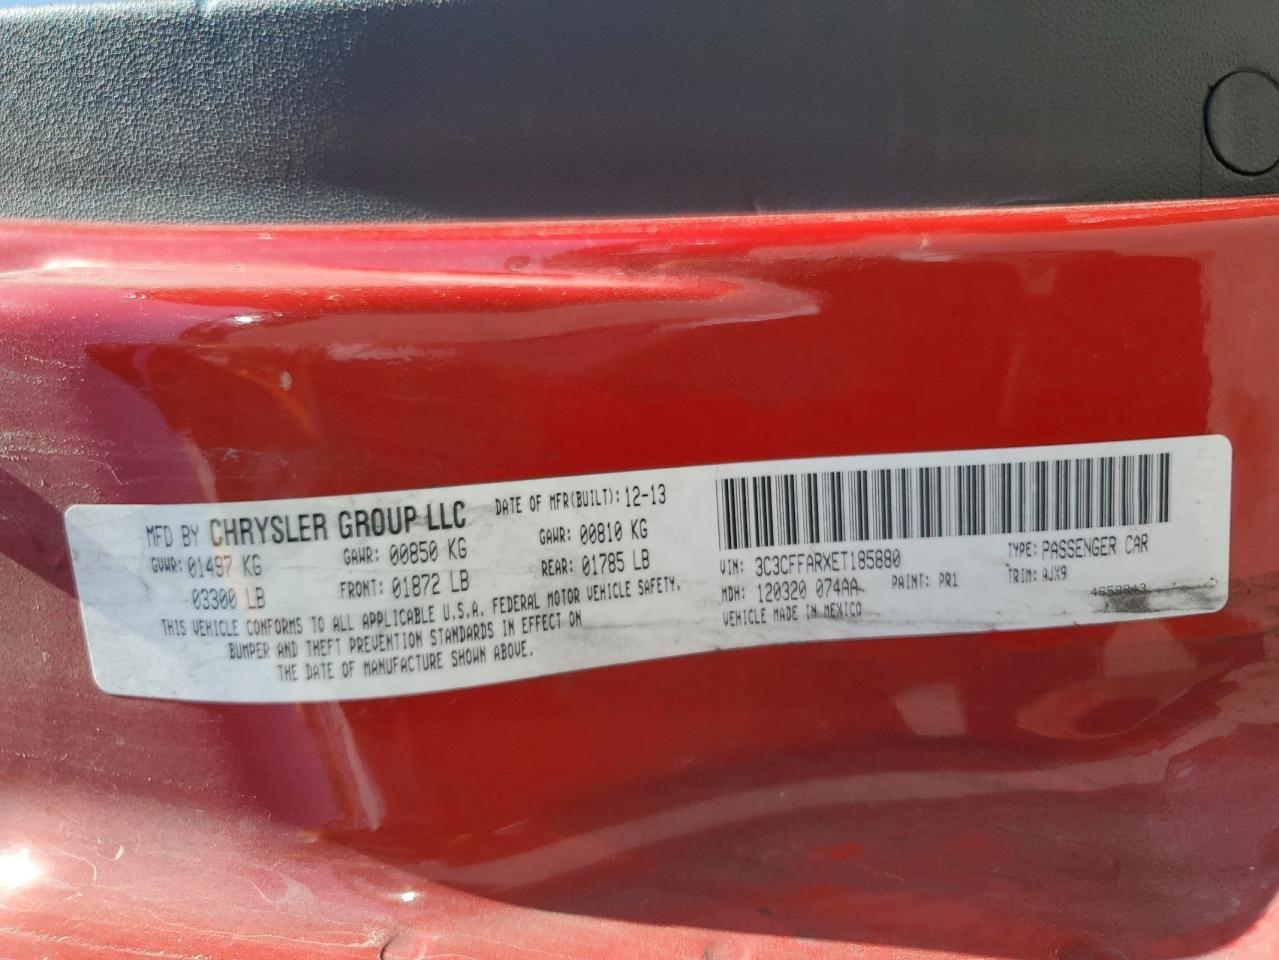 MFD BY CHRYSLER GROUP LLC DATE OF MFR(BUILT): 12-13
GVWR: 01497 KG GAWR: 00850 KG GAWR: 00810 KG
03300 LB FRONT: 01872 LB REAR: 01785 LB
THIS VEHICLE CONFORMS TO ALL APPLICABLE U.S.A. FEDERAL MOTOR VEHICLE SAFETY,
BUMPER AND THEFT PREVENTION STANDARDS IN EFFECT ON
THE DATE OF MANUFACTURE SHOWN ABOVE.
VIN: 3C3CFFARXET185880 TYPE: PASSENGER CAR
MDH: 120320 074AA PAINT: PR1 TRIM: AJX9
VEHICLE MADE IN MEXICO